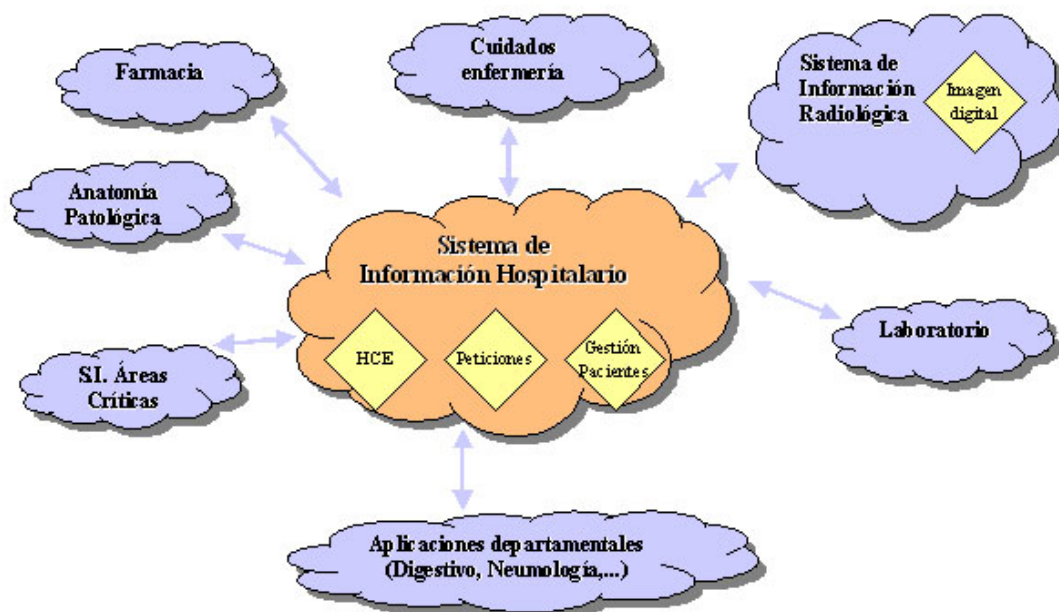 Farmacia
Cuidados
enfermería
Sistema de
Información
Radiológica
Imagen
digital
Anatomía
Patológica
Sistema de
Información Hospitalario
HCE
Peticiones
Gestión
Pacientes
Laboratorio
S.I. Áreas
Críticas
Aplicaciones departamentales
(Digestivo, Neumología,...)